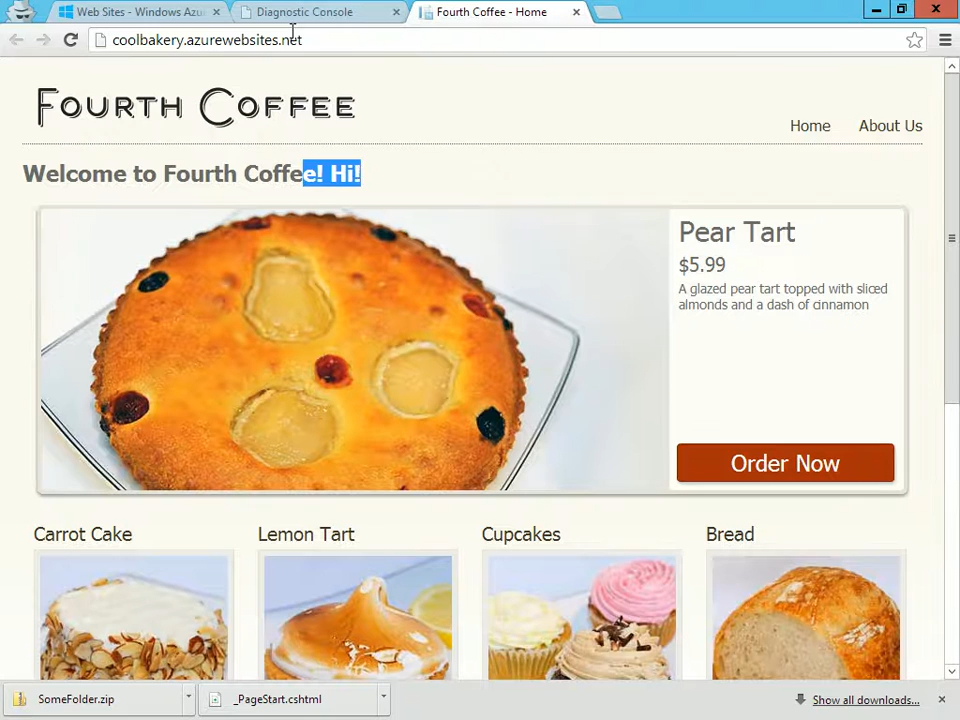 Web Sites - Windows Azu
Diagnostic Console
Fourth Coffee - Home
coolbakery.azurewebsites.net
Fourth Coffee
Home
About Us
Welcome to Fourth Coffee! Hi!
Pear Tart
$5.99
A glazed pear tart topped with sliced
almonds and a dash of cinnamon
Order Now
Carrot Cake
Lemon Tart
Cupcakes
Bread
SomeFolder.zip
_PageStart.cshtml
Show all downloads...